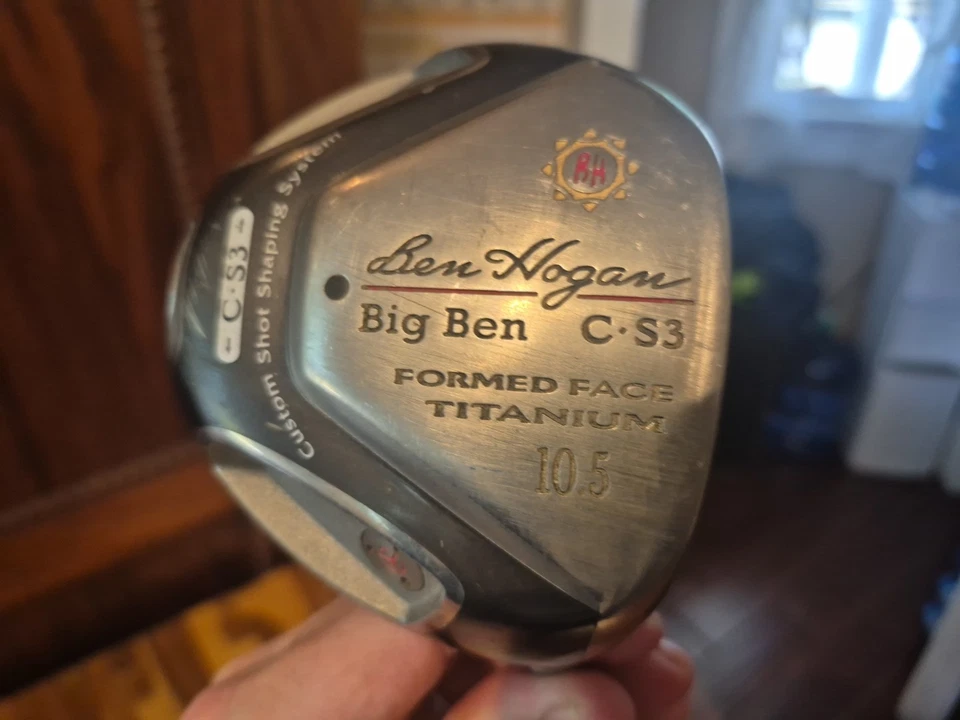 BH
Ben Hogan
Big Ben C·S3
FORMED FACE
TITANIUM
10.5
← C·S3 →
Custom Shot Shaping System